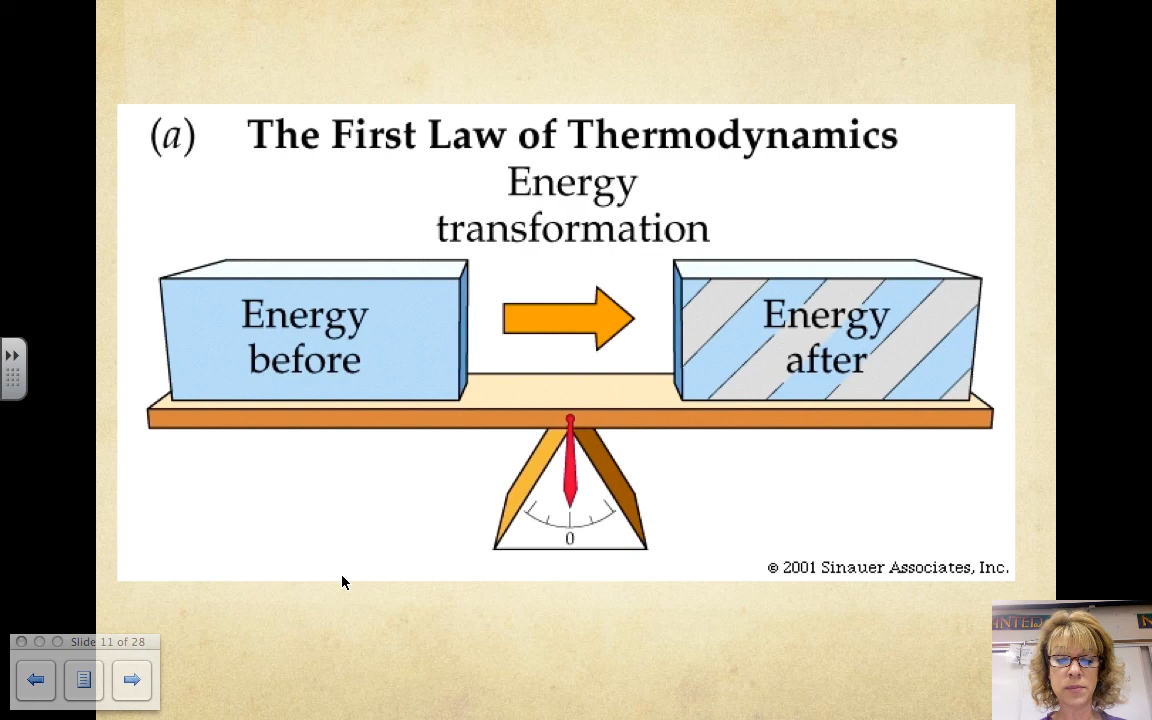 (a) The First Law of Thermodynamics
Energy
transformation
Energy
before
Energy
after
0
© 2001 Sinauer Associates, Inc.
Slide 11 of 28